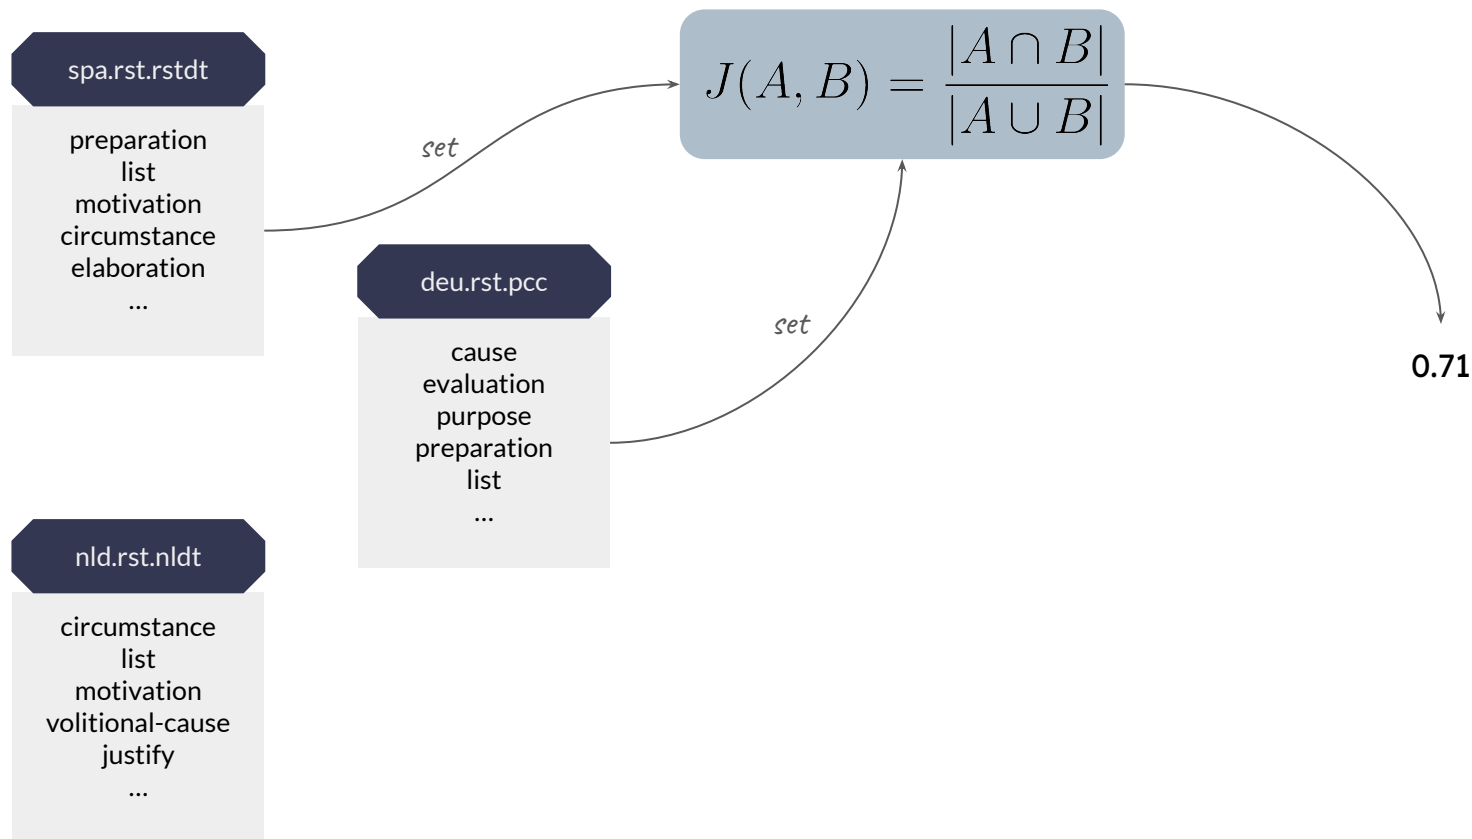 spa.rst.rstdt
preparation
list
motivation
circumstance
elaboration
...
set
J(A, B) = |A ∩ B| / |A ∪ B|
deu.rst.pcc
cause
evaluation
purpose
preparation
list
...
set
0.71
nld.rst.nldt
circumstance
list
motivation
volitional-cause
justify
...